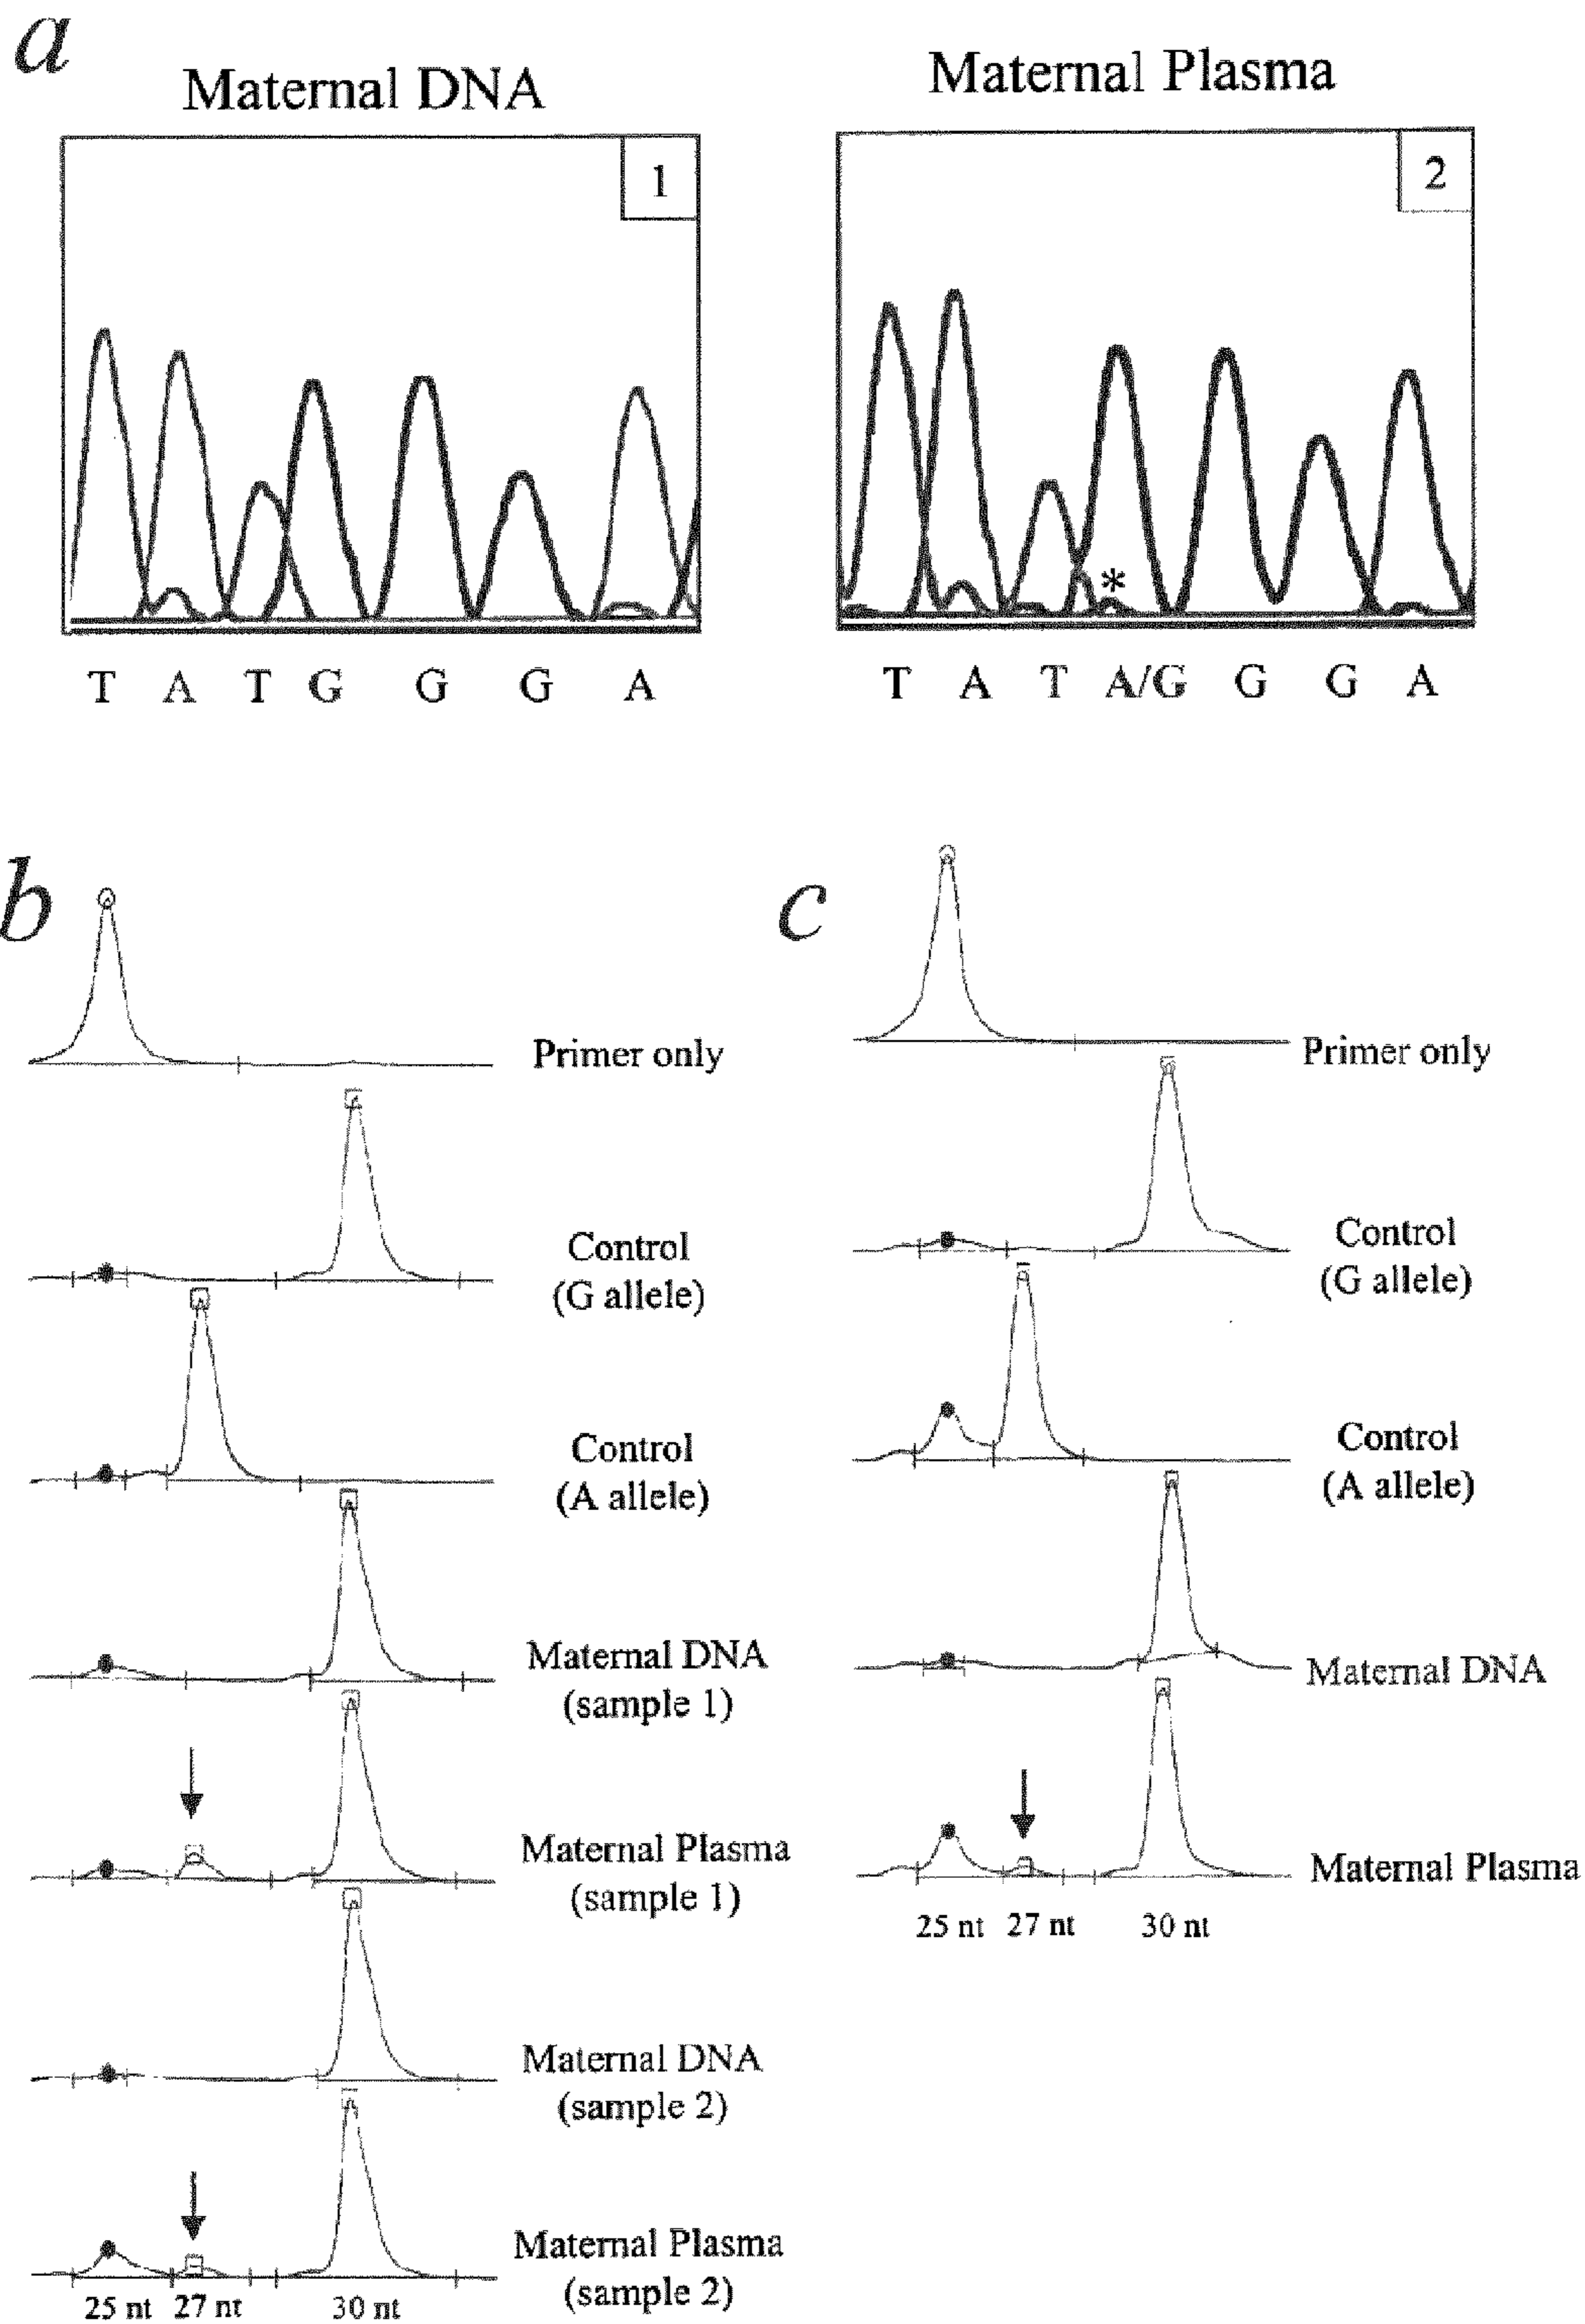 a
Maternal DNA
Maternal Plasma
1
2
*
T A T G G G A
T A T A/G G G A
b
Primer only
Control
(G allele)
Control
(A allele)
Maternal DNA
(sample 1)
Maternal Plasma
(sample 1)
Maternal DNA
(sample 2)
Maternal Plasma
(sample 2)
25 nt 27 nt 30 nt
c
Primer only
Control
(G allele)
Control
(A allele)
Maternal DNA
Maternal Plasma
25 nt 27 nt 30 nt